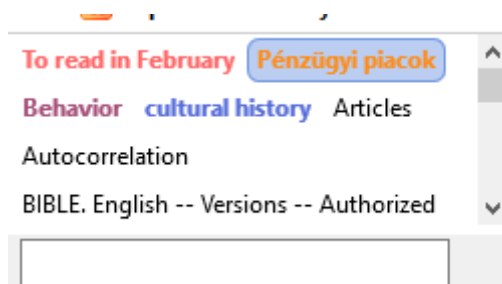 To read in February Pénzügyi piacok
Behavior cultural history Articles
Autocorrelation
BIBLE. English -- Versions -- Authorized